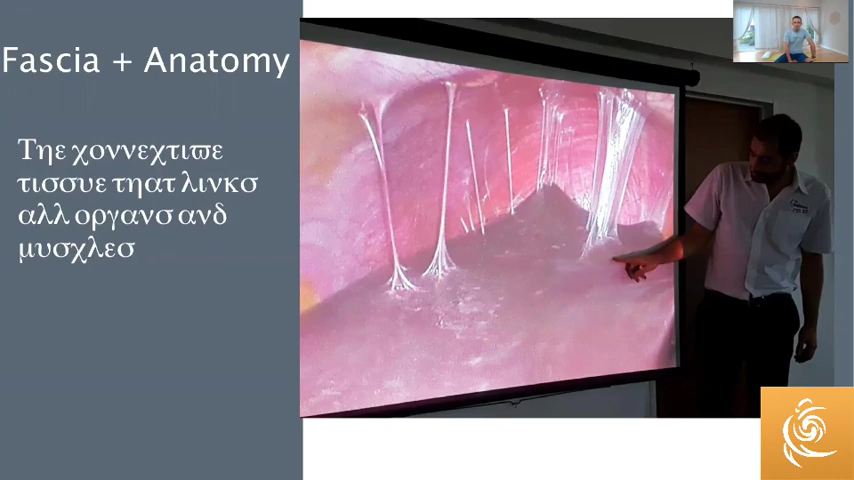 Fascia + Anatomy
Τηε χοννεχτιϖε
τισσυε τηατ λινκσ
αλλ οργανσ ανδ
μυσχλεσ